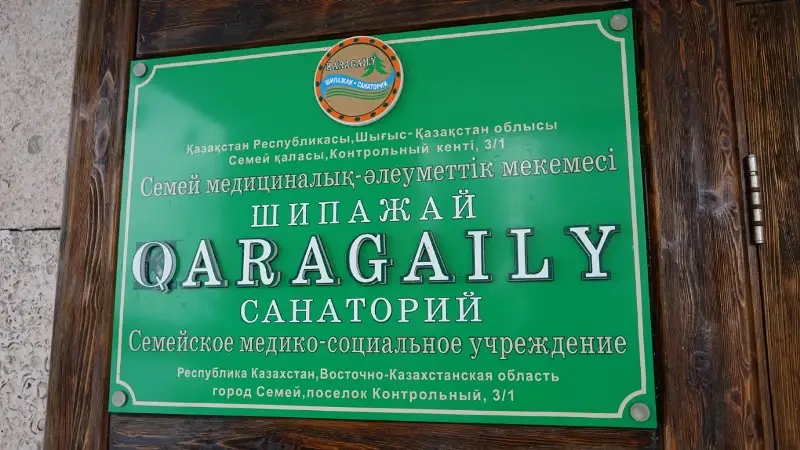 KARAGAILY
ШИПАЖАЙ • САНАТОРИЙ
Қазақстан Республикасы,Шығыс-Қазақстан облысы
Семей қаласы,Контрольный кенті, 3/1
Семей медициналық-әлеуметтік мекемесі
ШИПАЖАЙ
QARAGAILY
САНАТОРИЙ
Семейское медико-социальное учреждение
Республика Казахстан,Восточно-Казахстанская область
город Семей,поселок Контрольный, 3/1